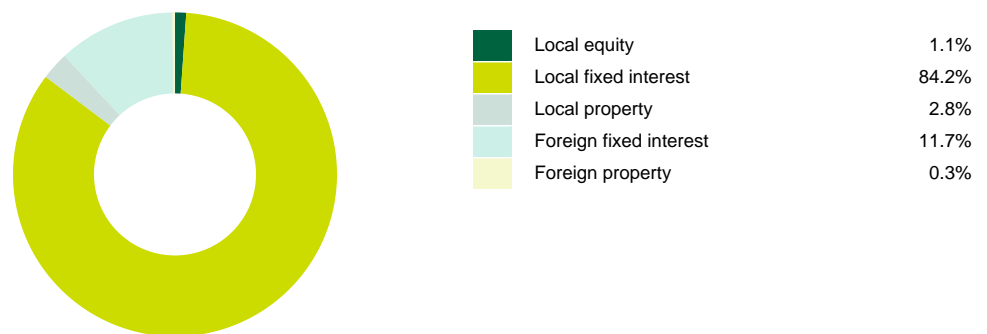 Local equity 1.1%
Local fixed interest 84.2%
Local property 2.8%
Foreign fixed interest 11.7%
Foreign property 0.3%